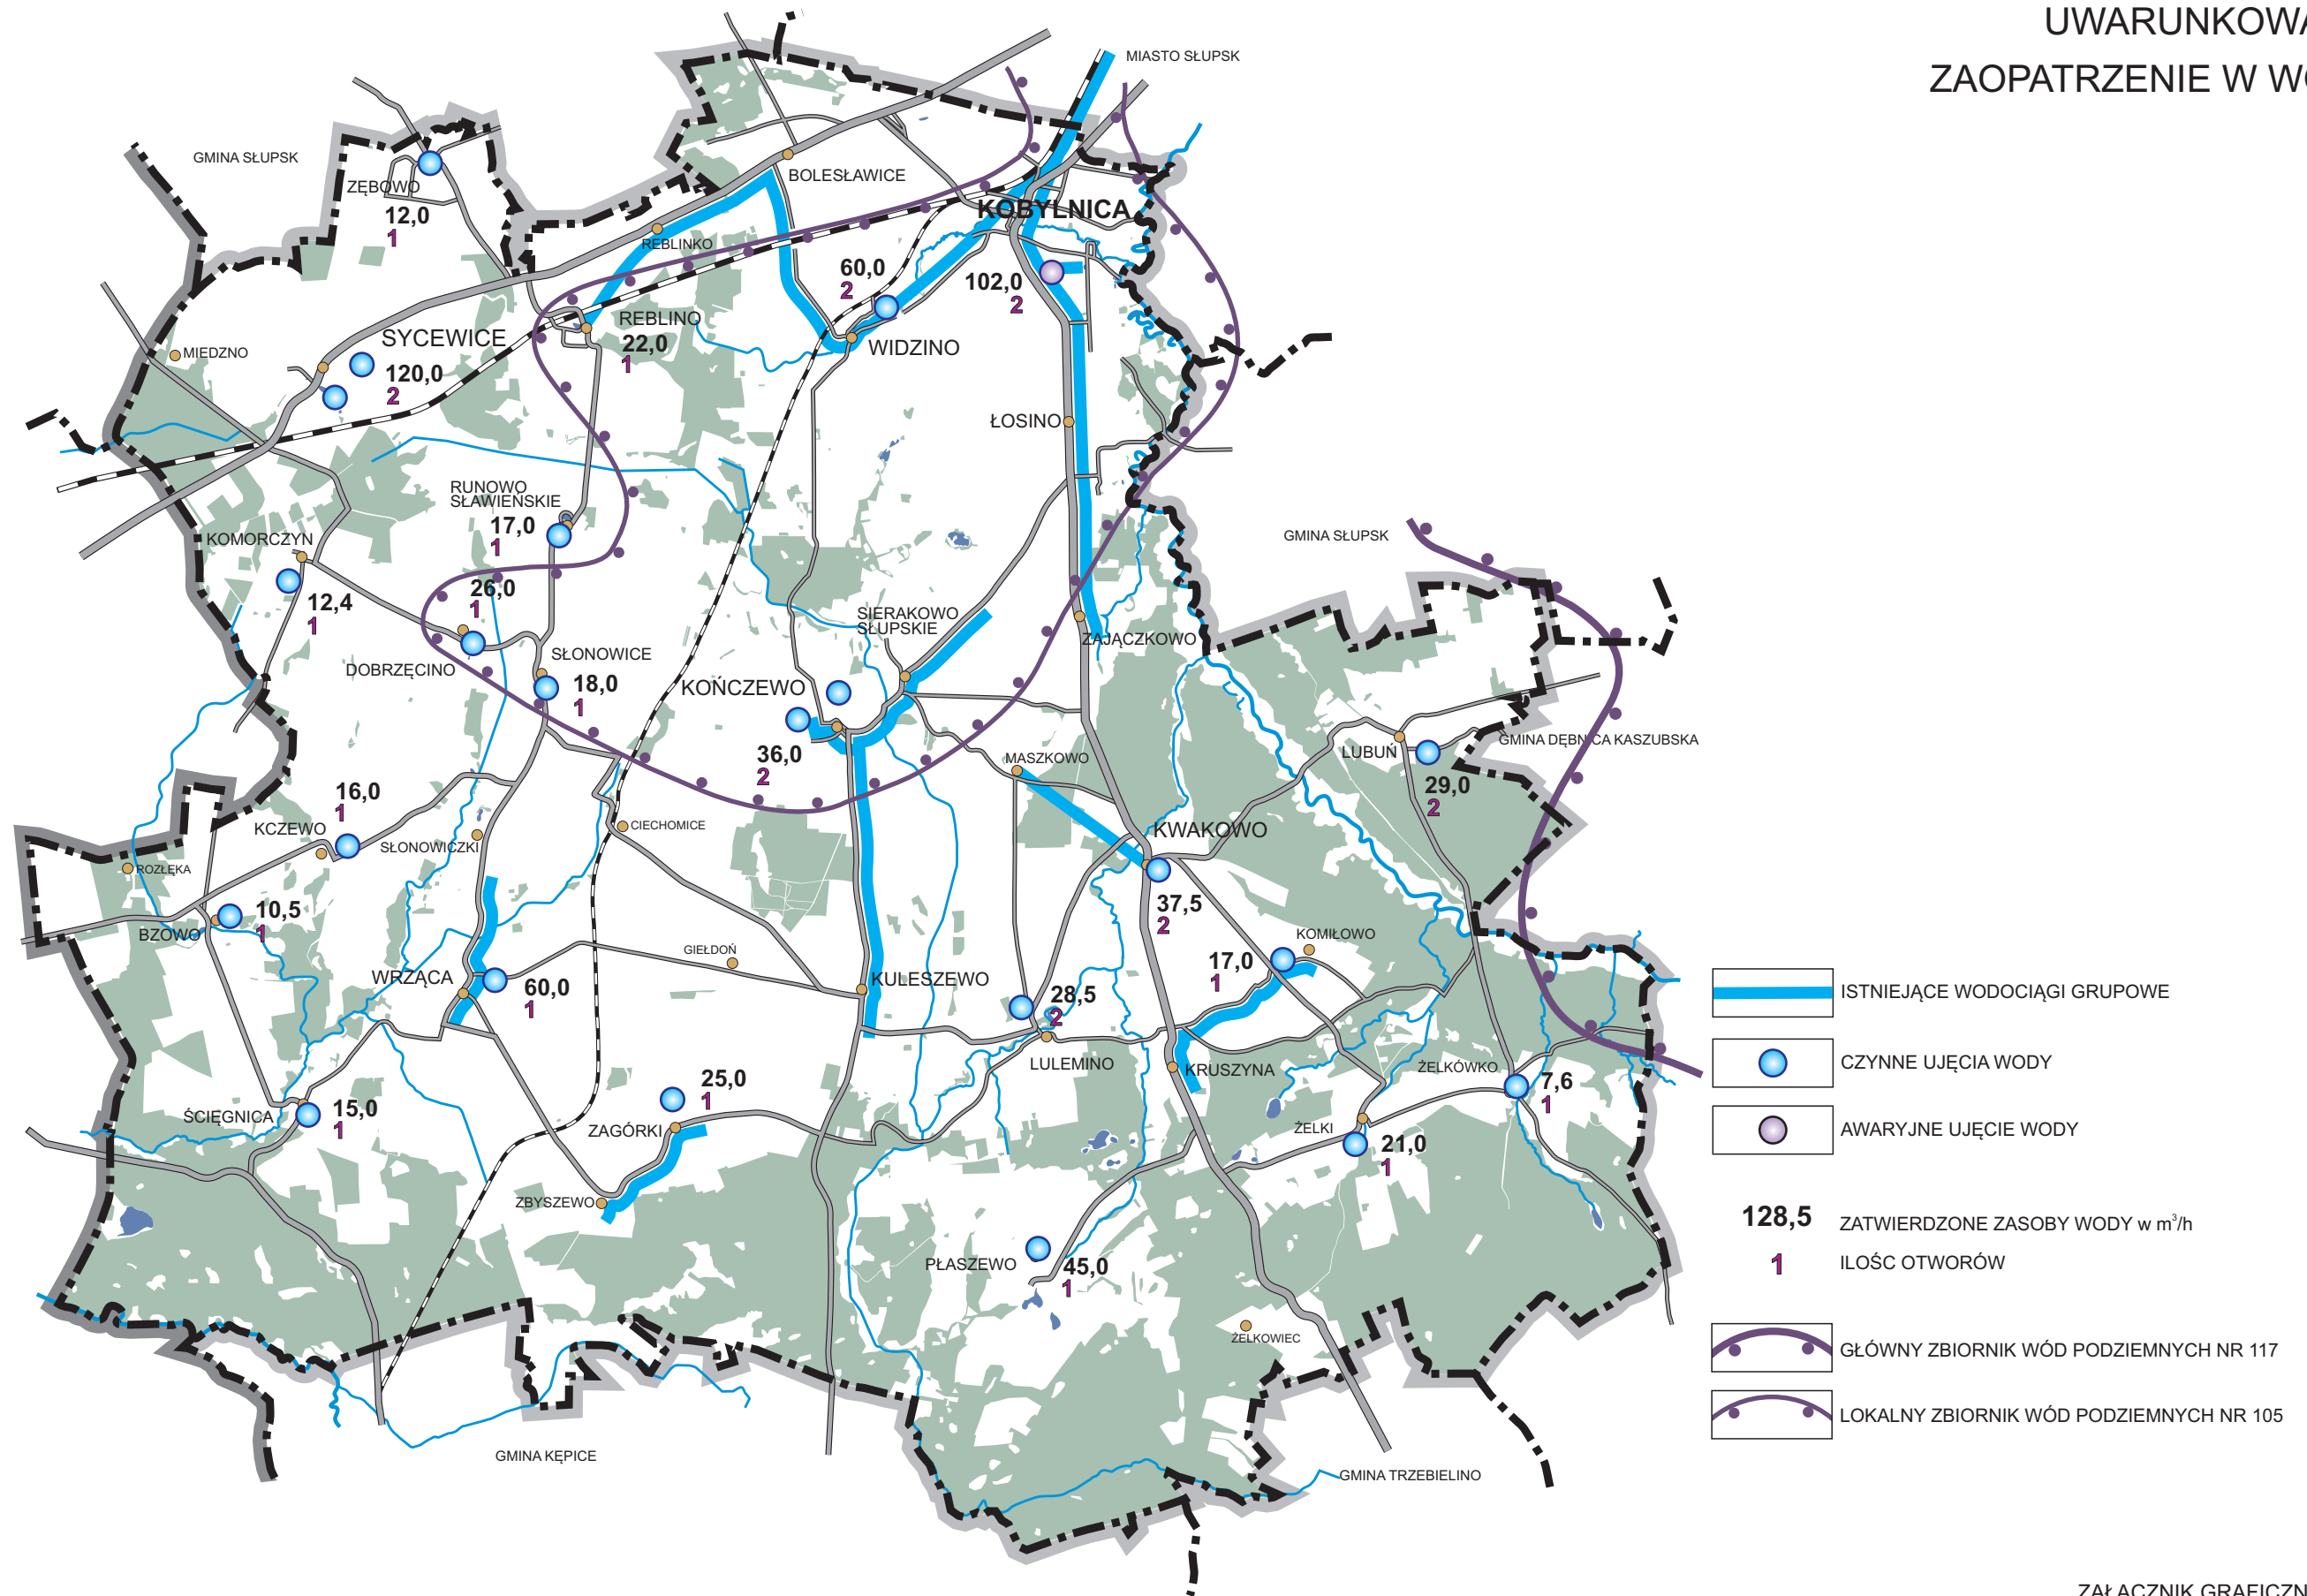 UWARUNKOWA
ZAOPATRZENIE W WO
MIASTO SŁUPSK
GMINA SŁUPSK
ZĘBOWO
12,0
1
BOLESŁAWICE
KOBYLNICA
REBLINKO
60,0
2
102,0
2
REBLINO
22,0
1
SYCEWICE
120,0
2
MIEDZNO
WIDZINO
ŁOSINO
RUNOWO
SŁAWIEŃSKIE
17,0
1
KOMORCZYN
12,4
1
26,0
1
DOBRZĘCINO
GMINA SŁUPSK
SIERAKOWO
SŁUPSKIE
ZAJĄCZKOWO
SŁONOWICE
18,0
1
KOŃCZEWO
36,0
2
MASZKOWO
LUBUŃ
GMINA DĘBNICA KASZUBSKA
29,0
2
16,0
1
KCZEWO
SŁONOWICZKI
CIECHOMICE
KWAKOWO
37,5
2
ROZŁĘKA
10,5
1
BZOWO
GIEŁDOŃ
KOMIŁOWO
17,0
1
WRZĄCA
60,0
1
KULESZEWO
28,5
2
LULEMINO
KRUSZYNA
ŻELKÓWKO
7,6
1
ŚCIĘGNICA
15,0
1
25,0
1
ZAGÓRKI
ŻELKI
21,0
1
ZBYSZEWO
PŁASZEWO
45,0
1
ŻELKOWIEC
GMINA KĘPICE
GMINA TRZEBIELINO
ISTNIEJĄCE WODOCIĄGI GRUPOWE
CZYNNE UJĘCIA WODY
AWARYJNE UJĘCIE WODY
128,5 ZATWIERDZONE ZASOBY WODY w m³/h
1 ILOŚC OTWORÓW
GŁÓWNY ZBIORNIK WÓD PODZIEMNYCH NR 117
LOKALNY ZBIORNIK WÓD PODZIEMNYCH NR 105
ZAŁĄCZNIK GRAFICZN